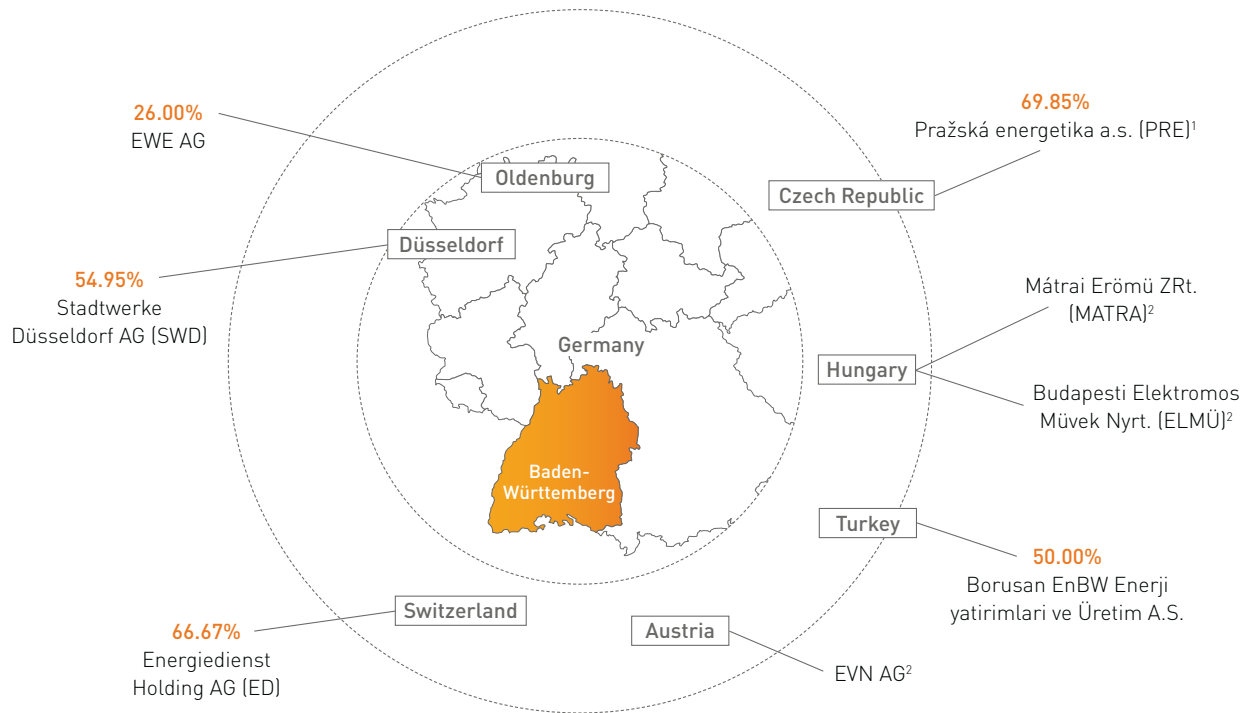 26.00%
EWE AG
69.85%
Pražská energetika a.s. (PRE)¹
Oldenburg
Czech Republic
Düsseldorf
54.95%
Stadtwerke
Düsseldorf AG (SWD)
Mátrai Erömü ZRt.
(MATRA)²
Germany
Hungary
Budapesti Elektromos
Müvek Nyrt. (ELMÜ)²
Baden-
Württemberg
Turkey
50.00%
Borusan EnBW Enerji
yatirimlari ve Üretim A.S.
Switzerland
66.67%
Energiedienst
Holding AG (ED)
Austria
EVN AG²